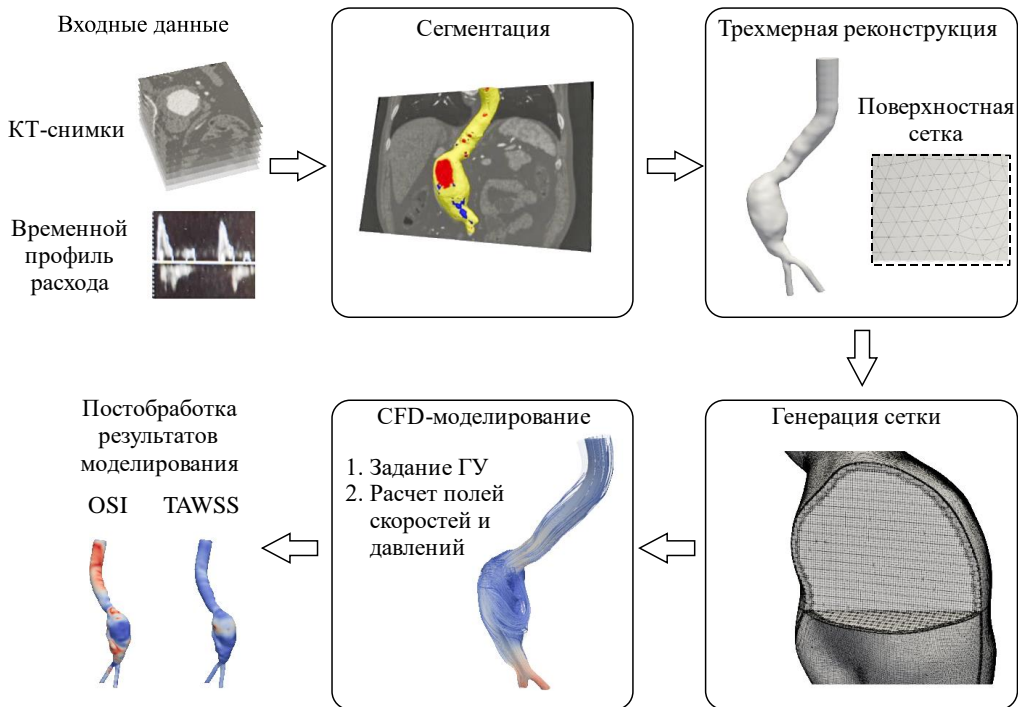 Входные данные
КТ-снимки
Временной
профиль
расхода
Сегментация
Трехмерная реконструкция
Поверхностная
сетка
Генерация сетки
CFD-моделирование
1. Задание ГУ
2. Расчет полей
скоростей и
давлений
Постобработка
результатов
моделирования
OSI TAWSS